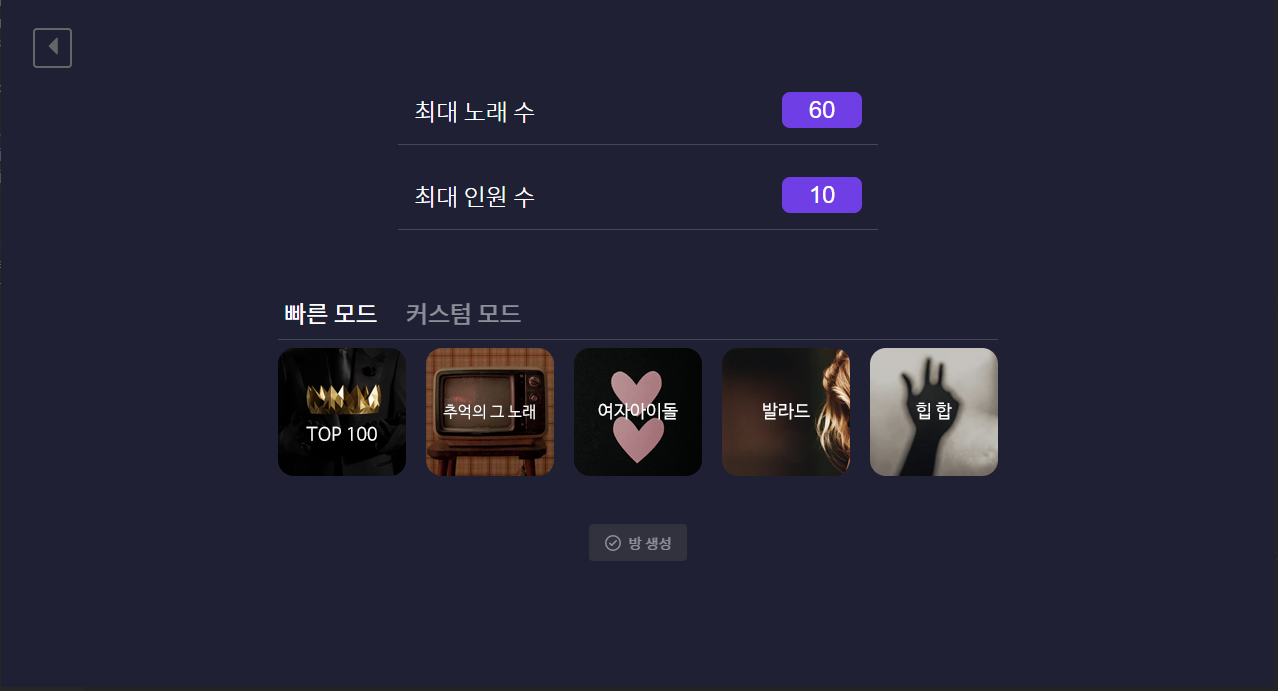 최대 노래 수 60
최대 인원 수 10
빠른 모드 커스텀 모드
TOP 100
추억의 그 노래
여자아이돌
발라드
힙 합
방 생성